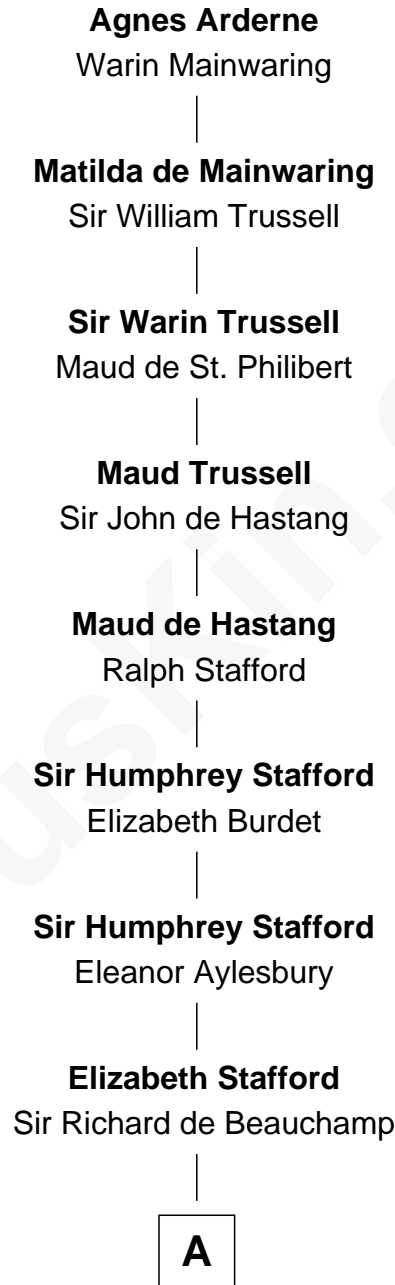 Agnes Arderne
Warin Mainwaring
Matilda de Mainwaring
Sir William Trussell
Sir Warin Trussell
Maud de St. Philibert
Maud Trussell
Sir John de Hastang
Maud de Hastang
Ralph Stafford
Sir Humphrey Stafford
Elizabeth Burdet
Sir Humphrey Stafford
Eleanor Aylesbury
Elizabeth Stafford
Sir Richard de Beauchamp
A